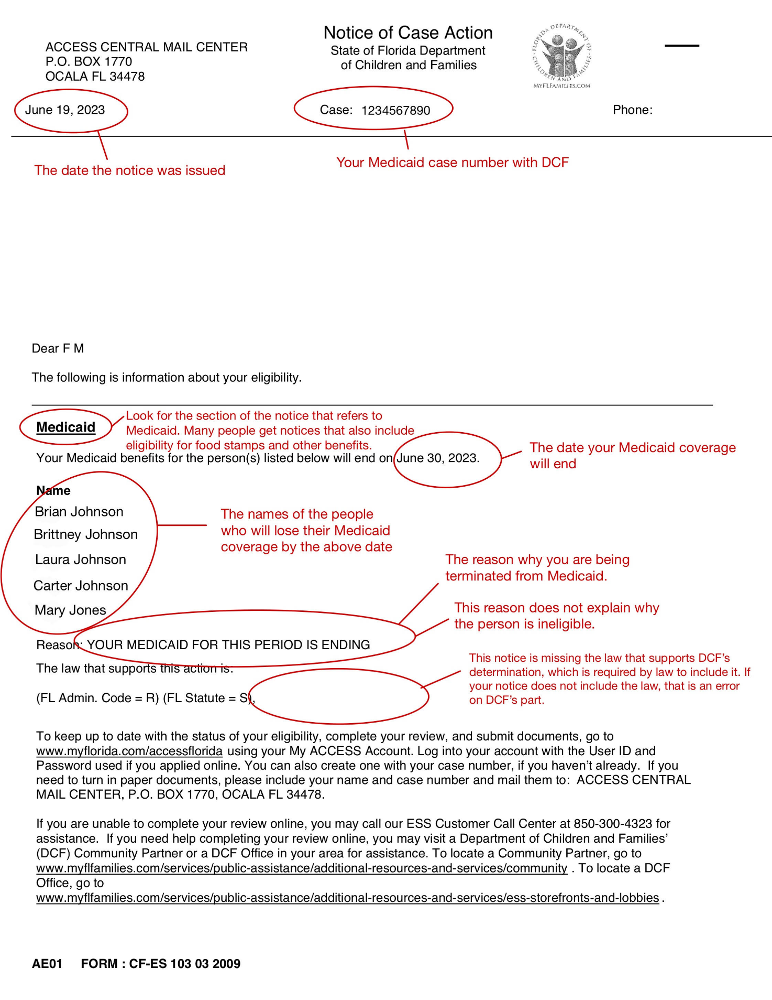 ACCESS CENTRAL MAIL CENTER
P.O. BOX 1770
OCALA FL 34478
Notice of Case Action
State of Florida Department
of Children and Families
FLORIDA DEPARTMENT OF
CHILDREN AND FAMILIES
MYFLFAMILIES.COM
June 19, 2023
Case: 1234567890
Phone:
The date the notice was issued
Your Medicaid case number with DCF
Dear F M
The following is information about your eligibility.
Medicaid
Look for the section of the notice that refers to
Medicaid. Many people get notices that also include
eligibility for food stamps and other benefits.
Your Medicaid benefits for the person(s) listed below will end on June 30, 2023.
The date your Medicaid coverage
will end
Name
Brian Johnson
Brittney Johnson
Laura Johnson
Carter Johnson
Mary Jones
The names of the people
who will lose their Medicaid
coverage by the above date
The reason why you are being
terminated from Medicaid.
This reason does not explain why
the person is ineligible.
Reason: YOUR MEDICAID FOR THIS PERIOD IS ENDING
The law that supports this action is:
(FL Admin. Code = R) (FL Statute = S),
This notice is missing the law that supports DCF's
determination, which is required by law to include it. If
your notice does not include the law, that is an error
on DCF's part.
To keep up to date with the status of your eligibility, complete your review, and submit documents, go to
www.myflorida.com/accessflorida using your My ACCESS Account. Log into your account with the User ID and
Password used if you applied online. You can also create one with your case number, if you haven't already. If you
need to turn in paper documents, please include your name and case number and mail them to: ACCESS CENTRAL
MAIL CENTER, P.O. BOX 1770, OCALA FL 34478.
If you are unable to complete your review online, you may call our ESS Customer Call Center at 850-300-4323 for
assistance. If you need help completing your review online, you may visit a Department of Children and Families'
(DCF) Community Partner or a DCF Office in your area for assistance. To locate a Community Partner, go to
www.myflfamilies.com/services/public-assistance/additional-resources-and-services/community . To locate a DCF
Office, go to
www.myflfamilies.com/services/public-assistance/additional-resources-and-services/ess-storefronts-and-lobbies .
AE01 FORM : CF-ES 103 03 2009